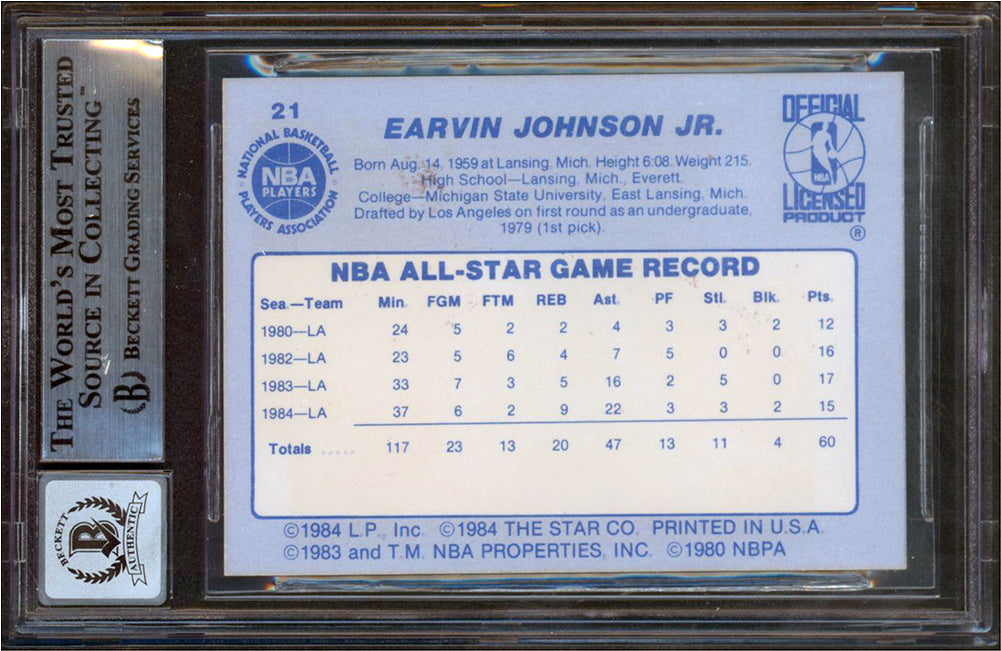 THE WORLD'S MOST TRUSTED
SOURCE IN COLLECTING™
BECKETT GRADING SERVICES
B
BECKETT
B
AUTHENTIC
21
NATIONAL BASKETBALL
NBA
PLAYERS
PLAYERS ASSOCIATION
EARVIN JOHNSON JR.
Born Aug. 14, 1959 at Lansing, Mich. Height 6:08. Weight 215.
High School—Lansing, Mich., Everett.
College—Michigan State University, East Lansing, Mich.
Drafted by Los Angeles on first round as an undergraduate,
1979 (1st pick).
OFFICIAL
NBA
LICENSED
PRODUCT
®
NBA ALL-STAR GAME RECORD
Sea.—Team Min. FGM FTM REB Ast. PF Stl. Blk. Pts.
1980—LA 24 5 2 2 4 3 3 2 12
1982—LA 23 5 6 4 7 5 0 0 16
1983—LA 33 7 3 5 16 2 5 0 17
1984—LA 37 6 2 9 22 3 3 2 15
Totals ..... 117 23 13 20 47 13 11 4 60
©1984 L.P. Inc. ©1984 THE STAR CO. PRINTED IN U.S.A.
©1983 and T.M. NBA PROPERTIES, INC. ©1980 NBPA